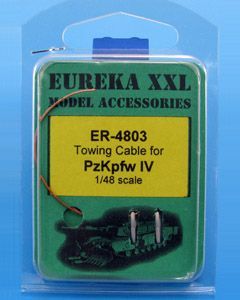 EUREKA XXL
MODEL ACCESSORIES
ER-4803
Towing Cable for
PzKpfw IV
1/48 scale